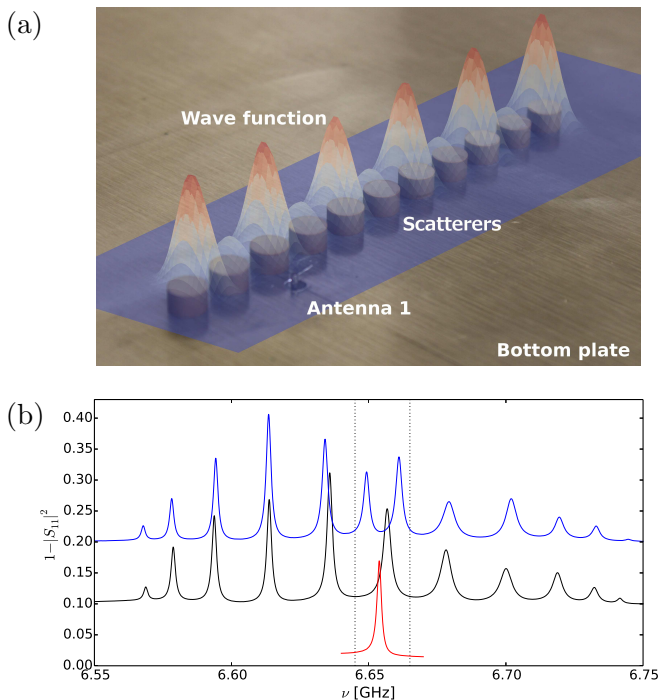 (a)
Wave function
Scatterers
Antenna 1
Bottom plate
(b)
0.40
0.35
0.30
0.25
0.20
0.15
0.10
0.05
0.00
1−|S₁₁|²
6.55 6.60 6.65 6.70 6.75
ν [GHz]